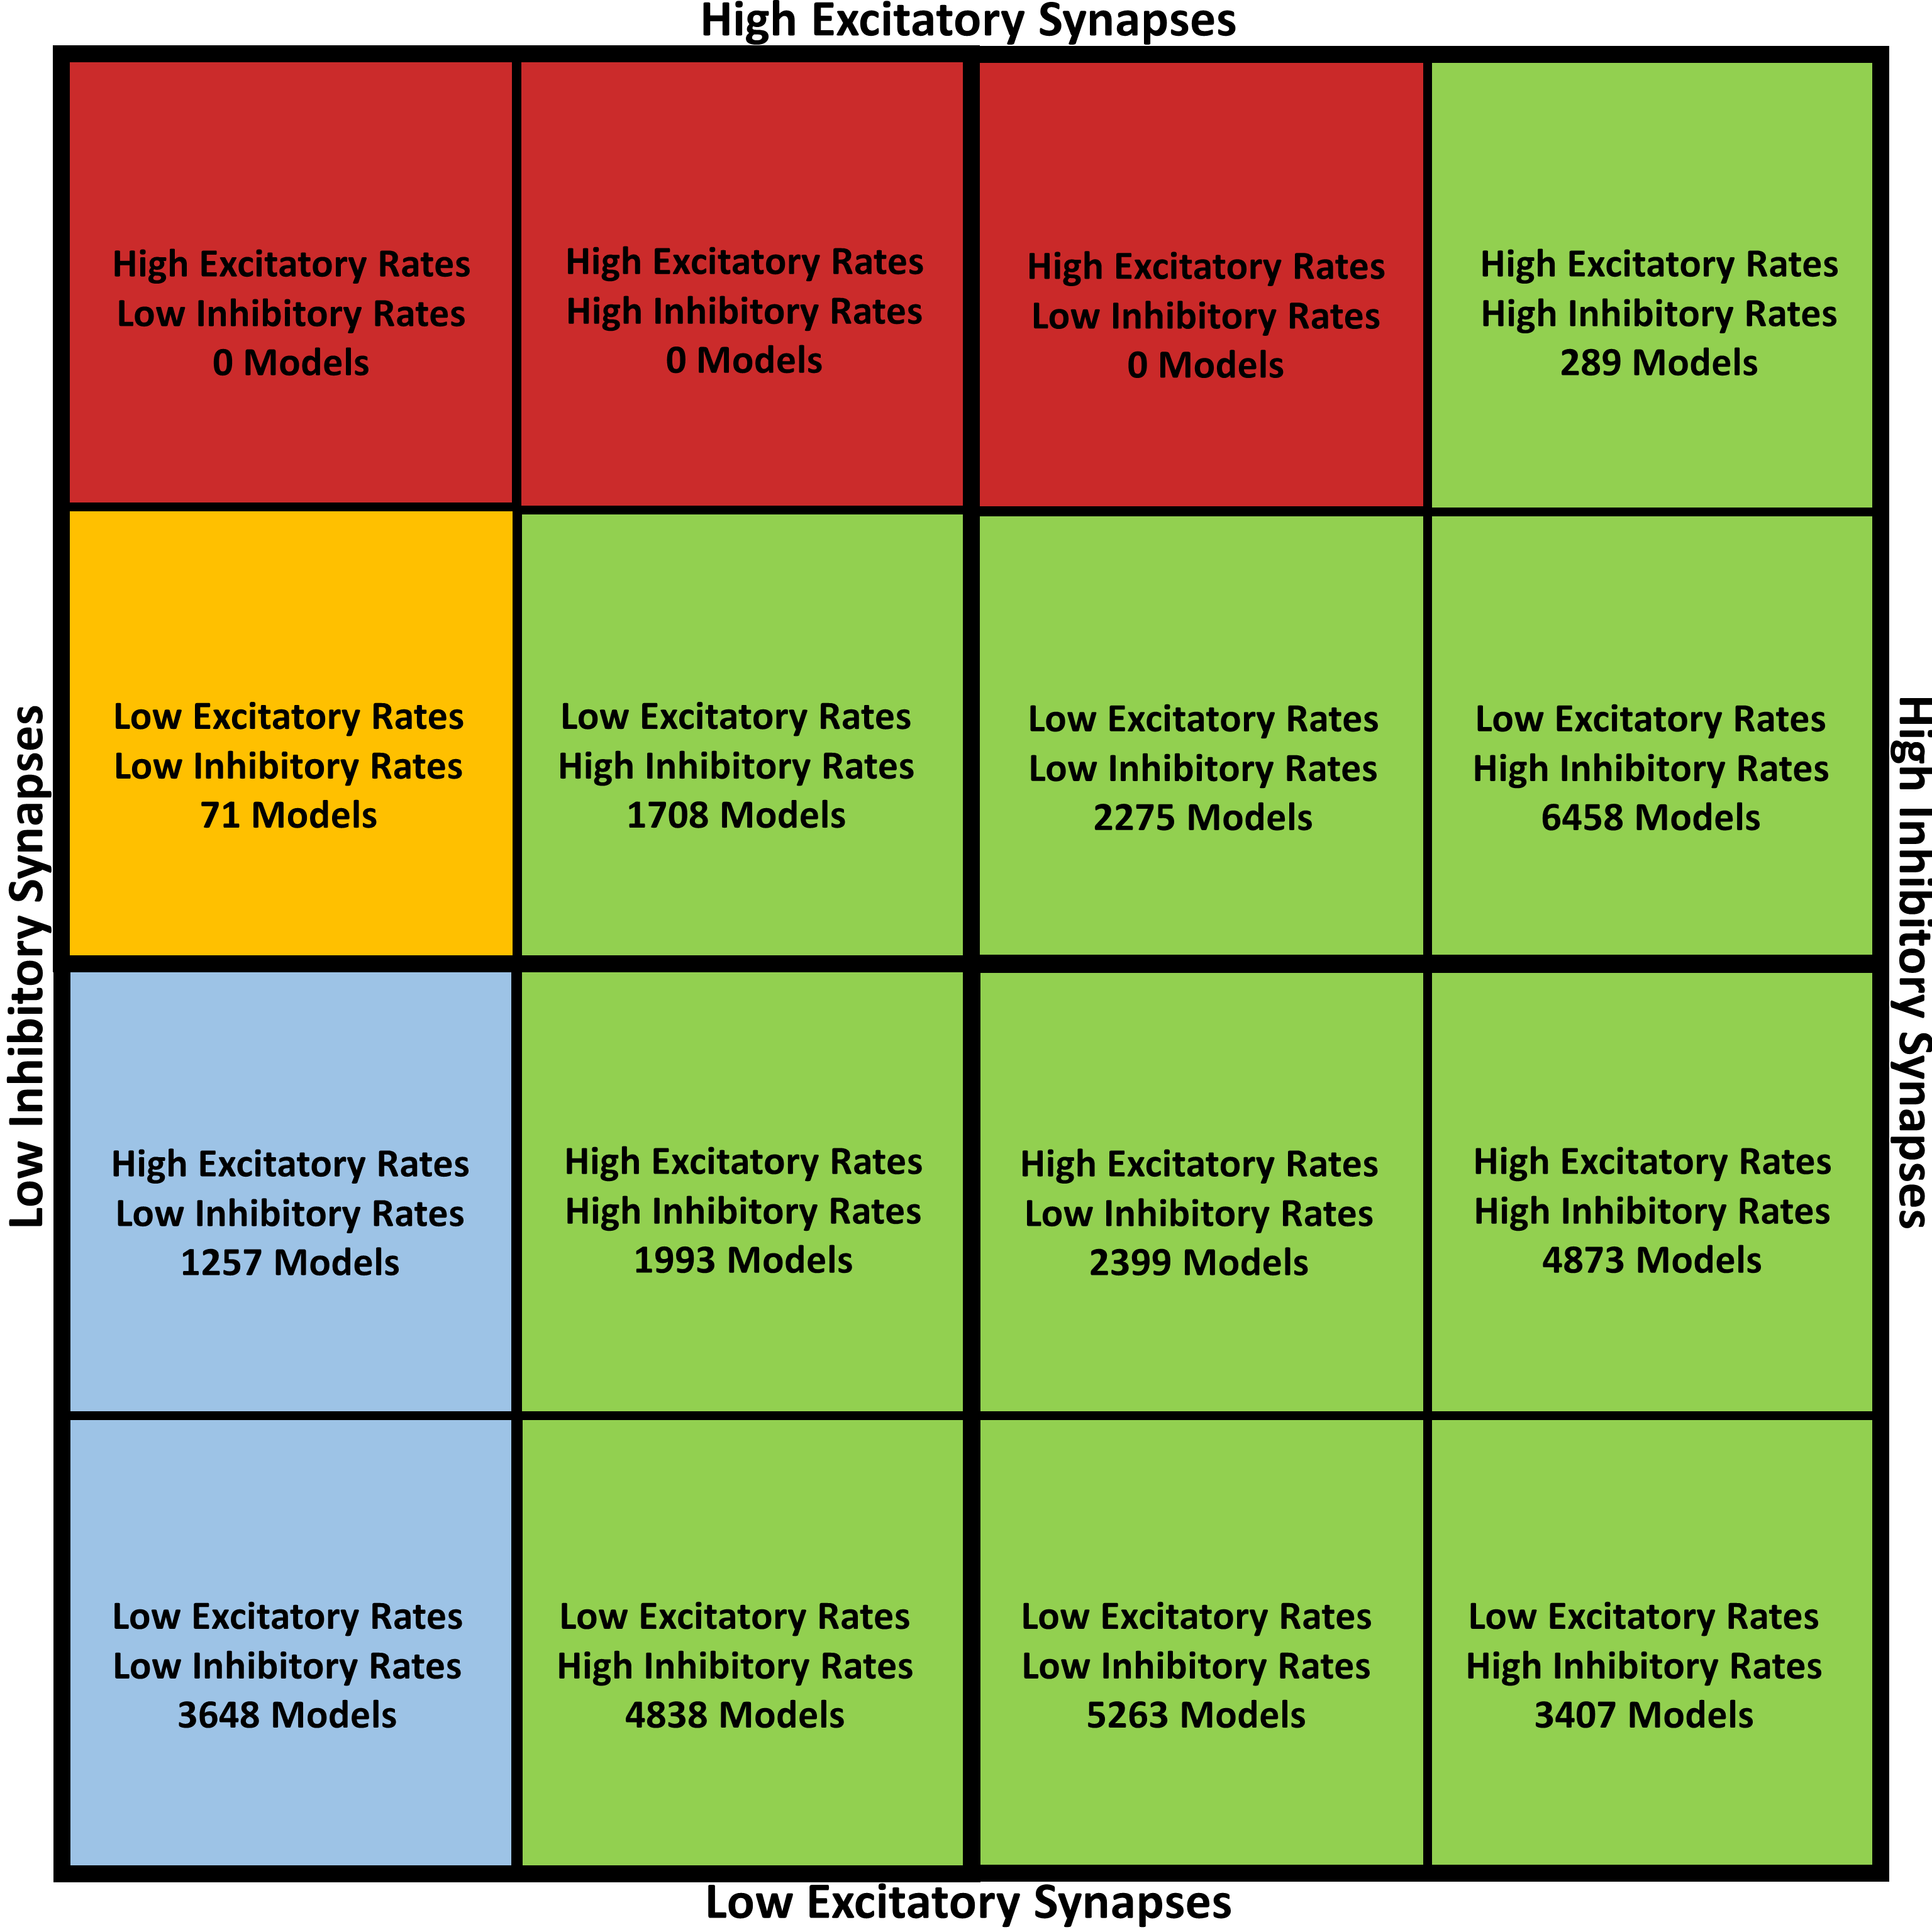 High Excitatory Synapses
High Excitatory Rates
Low Inhibitory Rates
0 Models
High Excitatory Rates
High Inhibitory Rates
0 Models
High Excitatory Rates
Low Inhibitory Rates
0 Models
High Excitatory Rates
High Inhibitory Rates
289 Models
Low Inhibitory Synapses
Low Excitatory Rates
Low Inhibitory Rates
71 Models
Low Excitatory Rates
High Inhibitory Rates
1708 Models
Low Excitatory Rates
Low Inhibitory Rates
2275 Models
Low Excitatory Rates
High Inhibitory Rates
6458 Models
High Inhibitory Synapses
High Excitatory Rates
Low Inhibitory Rates
1257 Models
High Excitatory Rates
High Inhibitory Rates
1993 Models
High Excitatory Rates
Low Inhibitory Rates
2399 Models
High Excitatory Rates
High Inhibitory Rates
4873 Models
Low Excitatory Rates
Low Inhibitory Rates
3648 Models
Low Excitatory Rates
High Inhibitory Rates
4838 Models
Low Excitatory Rates
Low Inhibitory Rates
5263 Models
Low Excitatory Rates
High Inhibitory Rates
3407 Models
Low Excitatory Synapses